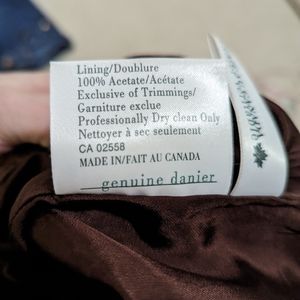 Lining/Doublure
100% Acetate/Acétate
Exclusive of Trimmings/
Garniture exclue
Professionally Dry clean Only
Nettoyer à sec seulement
CA 02558
MADE IN/FAIT AU CANADA
genuine danier